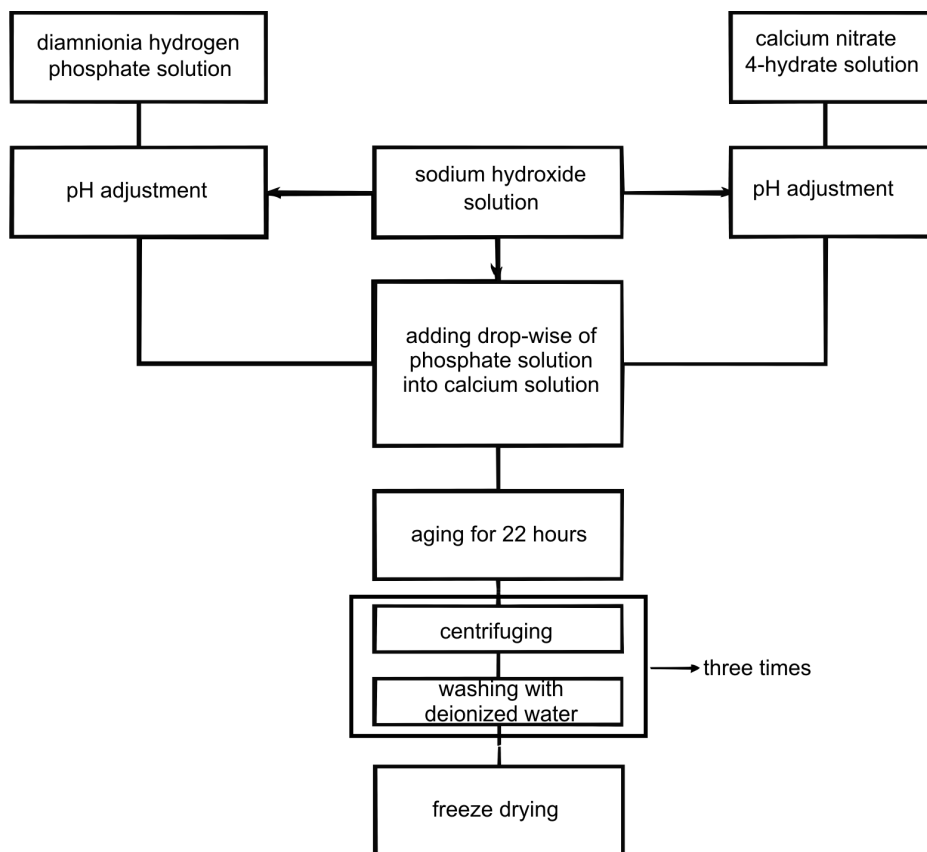 diamnionia hydrogen
phosphate solution
calcium nitrate
4-hydrate solution
pH adjustment
sodium hydroxide
solution
pH adjustment
adding drop-wise of
phosphate solution
into calcium solution
aging for 22 hours
centrifuging
three times
washing with
deionized water
freeze drying